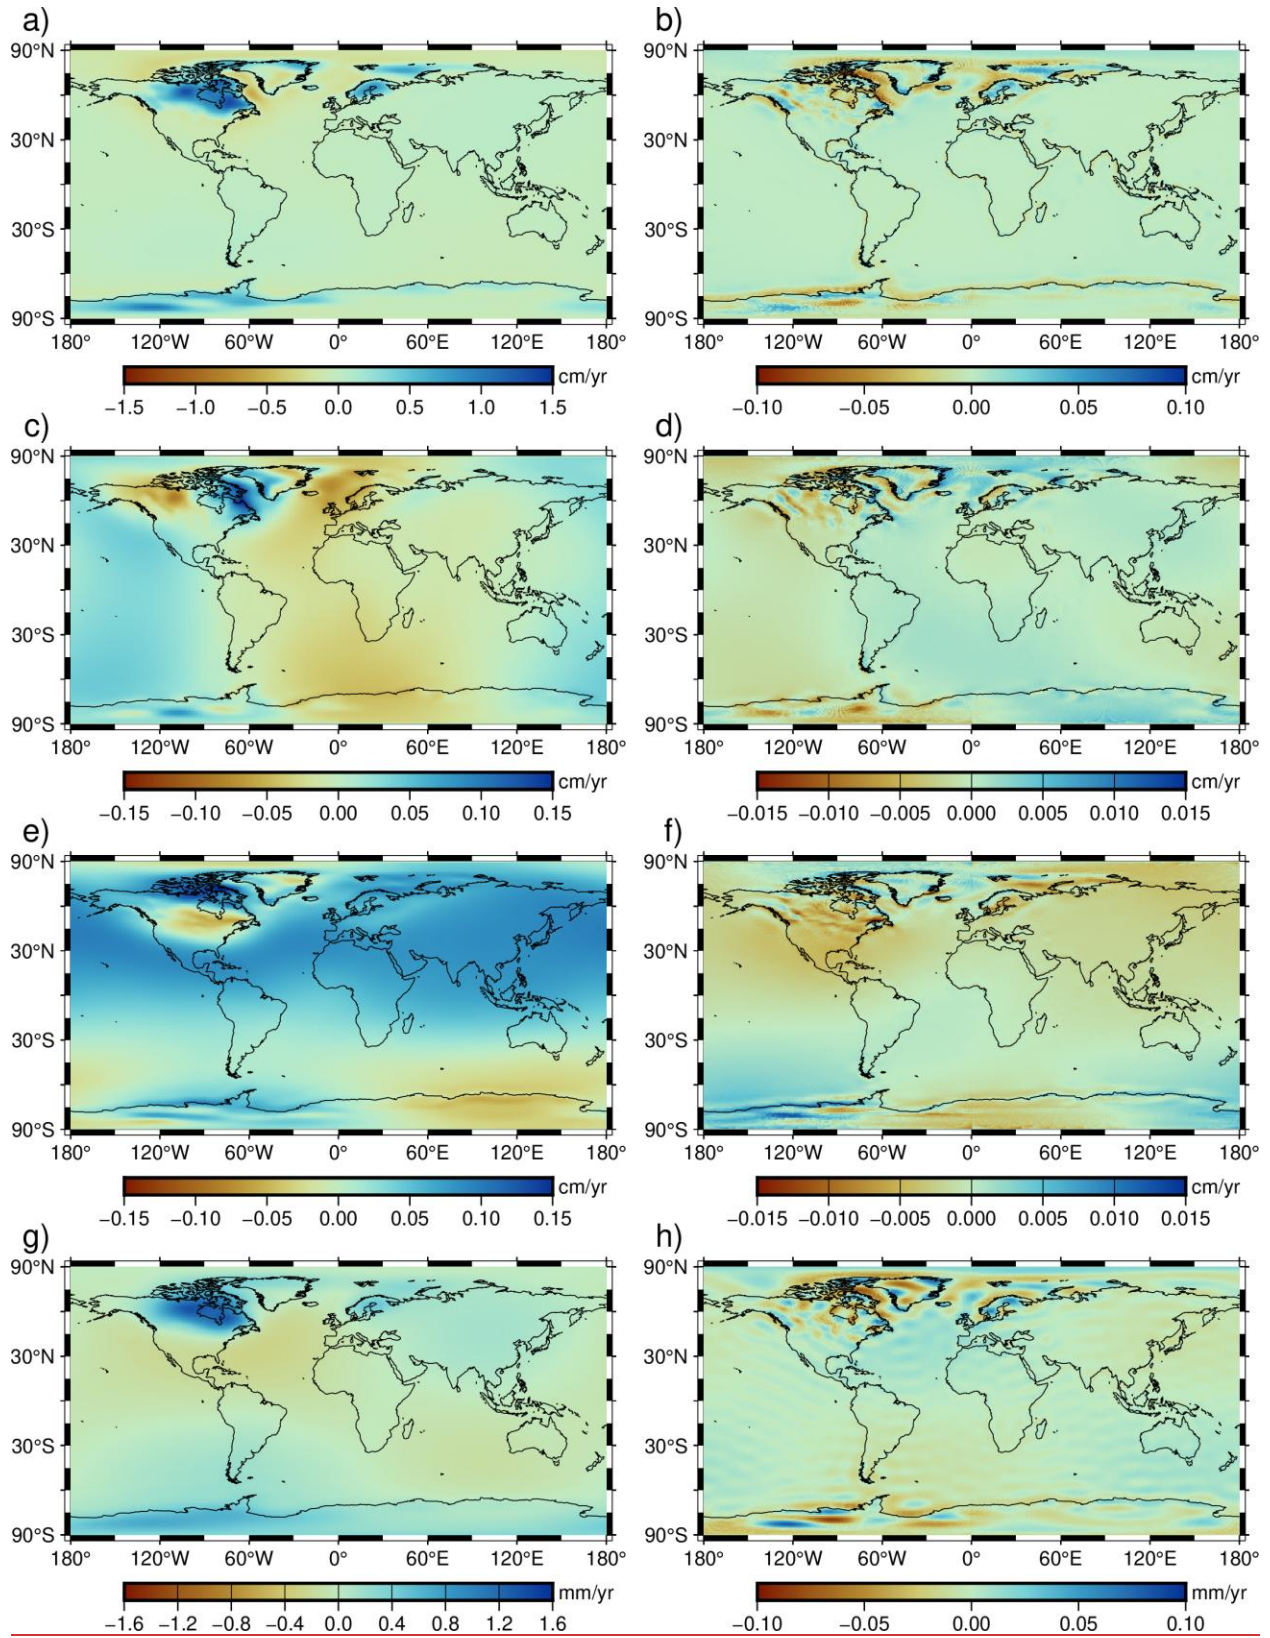 a) b)
90°N 90°N
30°N 30°N
30°S 30°S
90°S 90°S
180° 120°W 60°W 0° 60°E 120°E 180° 180° 120°W 60°W 0° 60°E 120°E 180°
cm/yr cm/yr
−1.5 −1.0 −0.5 0.0 0.5 1.0 1.5 −0.10 −0.05 0.00 0.05 0.10
c) d)
90°N 90°N
30°N 30°N
30°S 30°S
90°S 90°S
180° 120°W 60°W 0° 60°E 120°E 180° 180° 120°W 60°W 0° 60°E 120°E 180°
cm/yr cm/yr
−0.15 −0.10 −0.05 0.00 0.05 0.10 0.15 −0.015 −0.010 −0.005 0.000 0.005 0.010 0.015
e) f)
90°N 90°N
30°N 30°N
30°S 30°S
90°S 90°S
180° 120°W 60°W 0° 60°E 120°E 180° 180° 120°W 60°W 0° 60°E 120°E 180°
cm/yr cm/yr
−0.15 −0.10 −0.05 0.00 0.05 0.10 0.15 −0.015 −0.010 −0.005 0.000 0.005 0.010 0.015
g) h)
90°N 90°N
30°N 30°N
30°S 30°S
90°S 90°S
180° 120°W 60°W 0° 60°E 120°E 180° 180° 120°W 60°W 0° 60°E 120°E 180°
mm/yr mm/yr
−1.6 −1.2 −0.8 −0.4 0.0 0.4 0.8 1.2 1.6 −0.10 −0.05 0.00 0.05 0.10